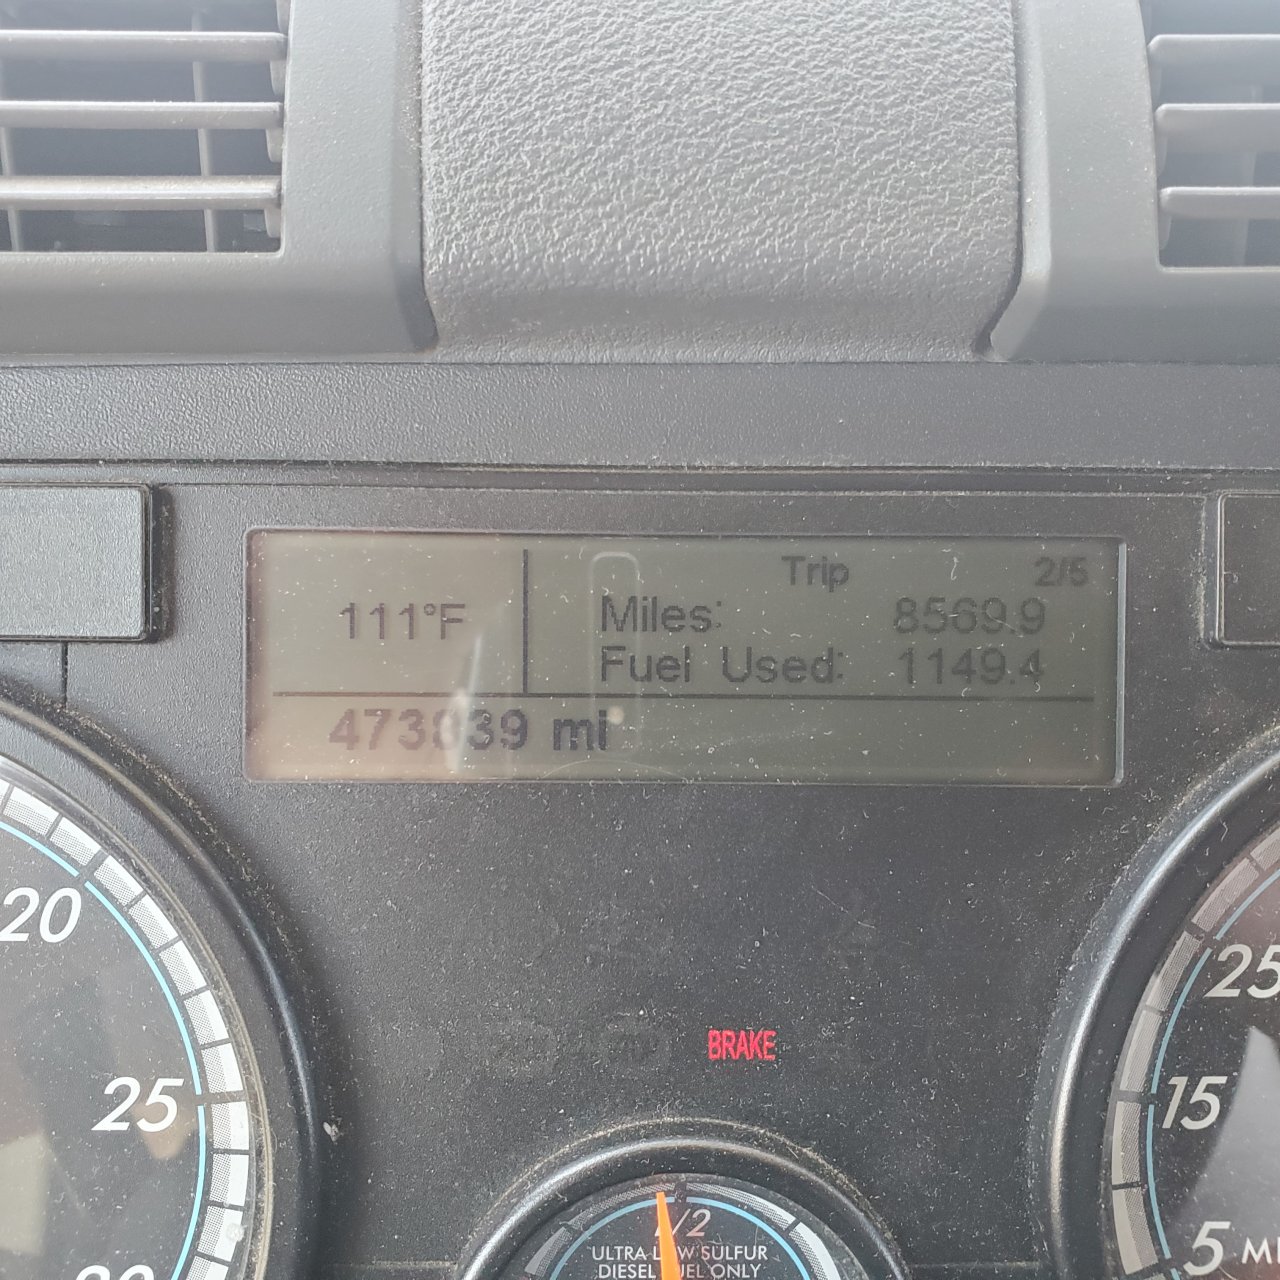 Trip 2/5
111°F
Miles: 8569.9
Fuel Used: 1149.4
473939 mi
20
25
BRAKE
25
15
5
1/2
ULTRA LOW SULFUR
DIESEL FUEL ONLY